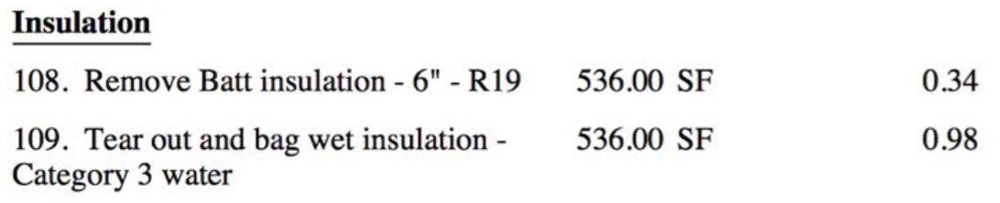 Insulation
108. Remove Batt insulation - 6" - R19 536.00 SF 0.34
109. Tear out and bag wet insulation - 536.00 SF 0.98
Category 3 water